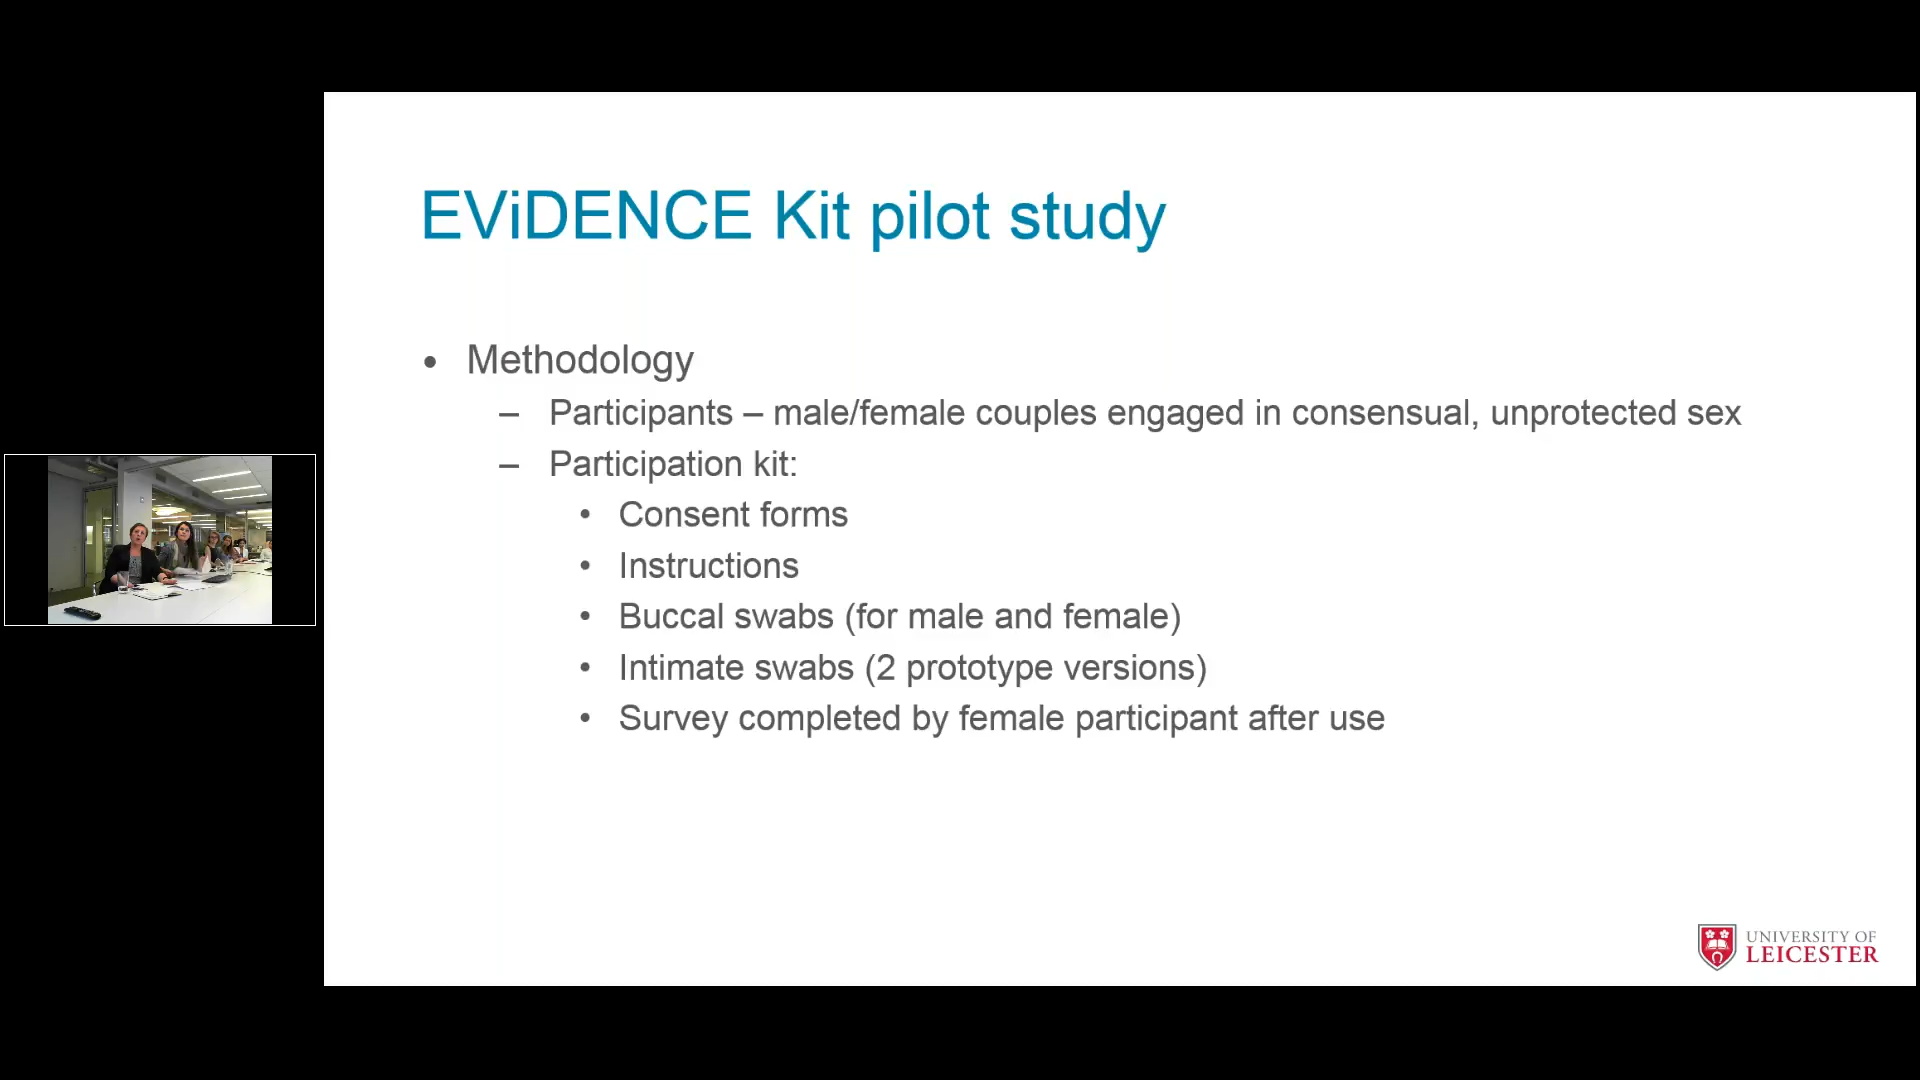 EViDENCE Kit pilot study
• Methodology
– Participants – male/female couples engaged in consensual, unprotected sex
– Participation kit:
• Consent forms
• Instructions
• Buccal swabs (for male and female)
• Intimate swabs (2 prototype versions)
• Survey completed by female participant after use
UNIVERSITY OF
LEICESTER